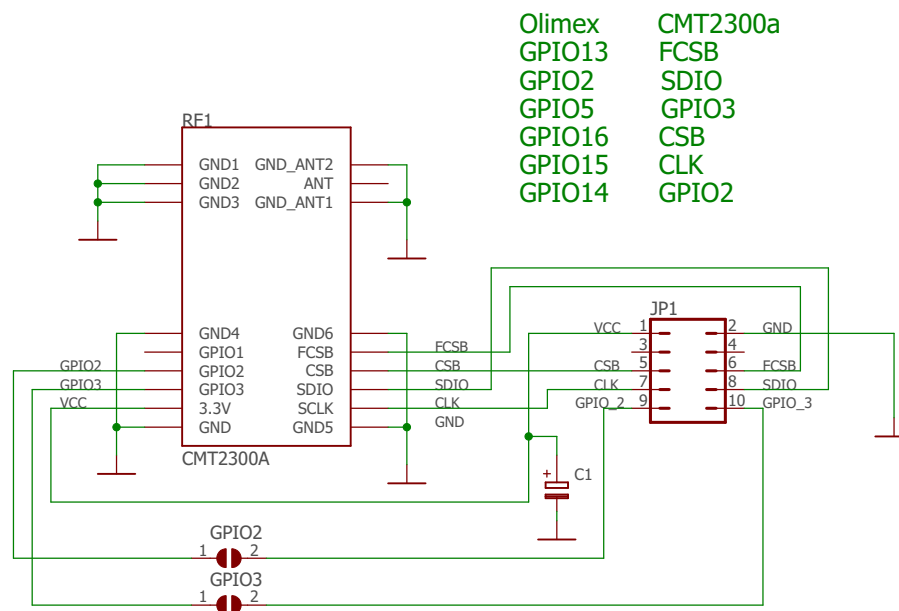 Olimex CMT2300a
GPIO13 FCSB
GPIO2 SDIO
GPIO5 GPIO3
GPIO16 CSB
GPIO15 CLK
GPIO14 GPIO2
RF1
GND1 GND_ANT2
GND2 ANT
GND3 GND_ANT1
GND4 GND6
GPIO1 FCSB FCSB
GPIO2 GPIO2 CSB CSB
GPIO3 GPIO3 SDIO SDIO
VCC 3.3V SCLK CLK
GND GND5 GND
CMT2300A
JP1
VCC 1 2 GND
3 4
CSB 5 6 FCSB
CLK 7 8 SDIO
GPIO_2 9 10 GPIO_3
+ C1
GPIO2
1 2
GPIO3
1 2